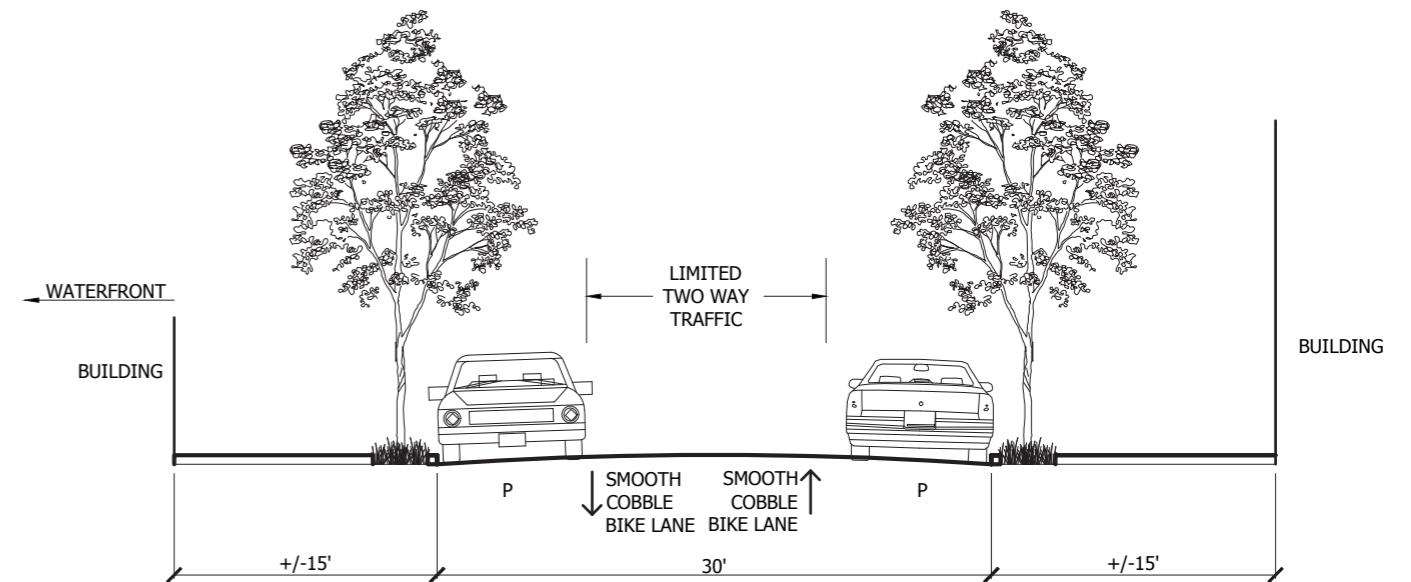 LIMITED
TWO WAY
TRAFFIC
WATERFRONT
BUILDING
BUILDING
P
SMOOTH
COBBLE
BIKE LANE
SMOOTH
COBBLE
BIKE LANE
P
+/-15'
30'
+/-15'